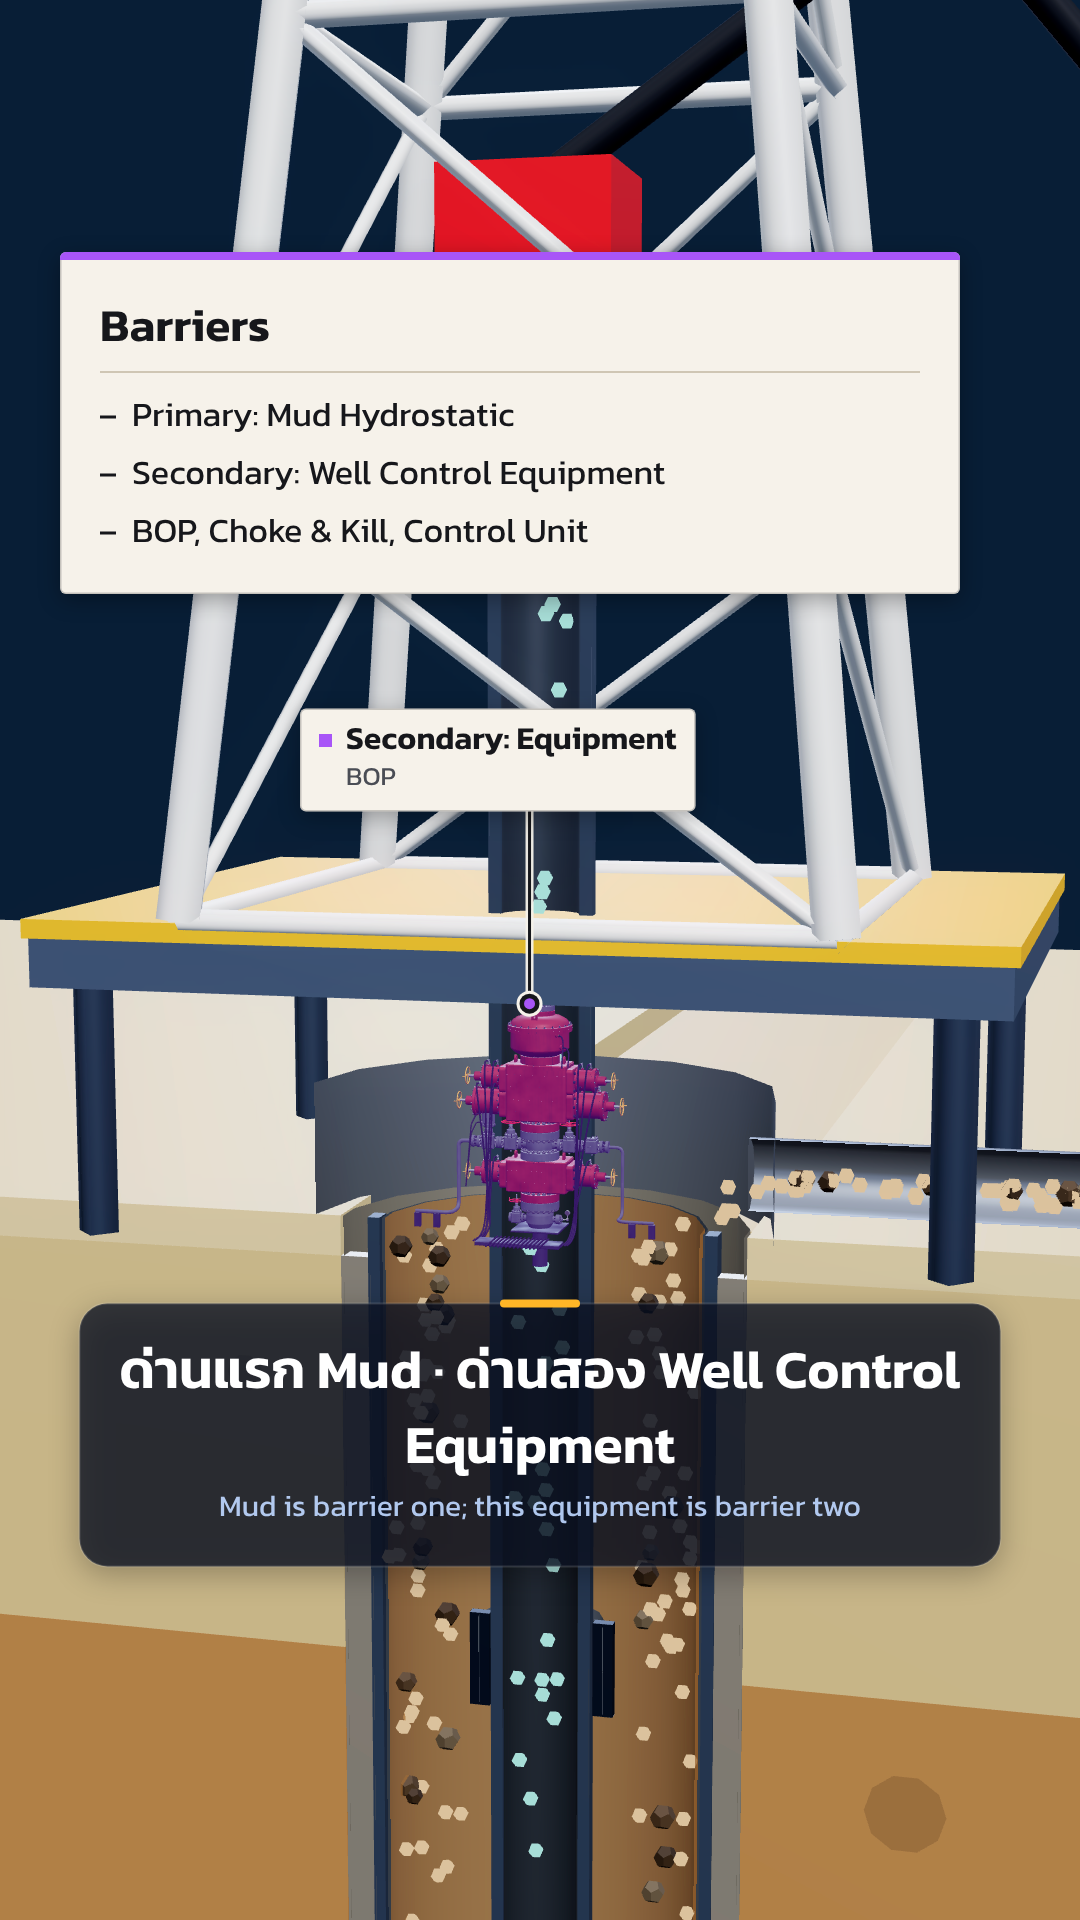 Barriers
– Primary: Mud Hydrostatic
– Secondary: Well Control Equipment
– BOP, Choke & Kill, Control Unit
Secondary: Equipment
BOP
ด่านแรก Mud · ด่านสอง Well Control
Equipment
Mud is barrier one; this equipment is barrier two